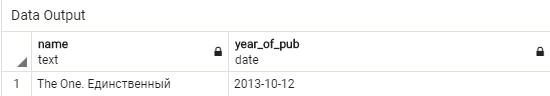 Data Output
name year_of_pub
text date
1 The One. Единственный 2013-10-12